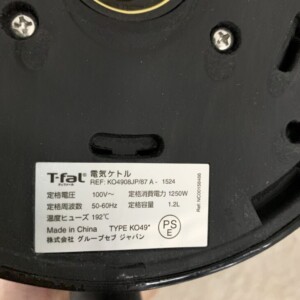 T-fal 電気ケトル
REF: KO4908JP/87 A - 1524
定格電圧 100V～ 定格消費電力 1250W
定格周波数 50-60Hz 定格容量 1.2L
温度ヒューズ 192℃
Made in China TYPE KO49*
株式会社 グループセブ ジャパン
PS
E